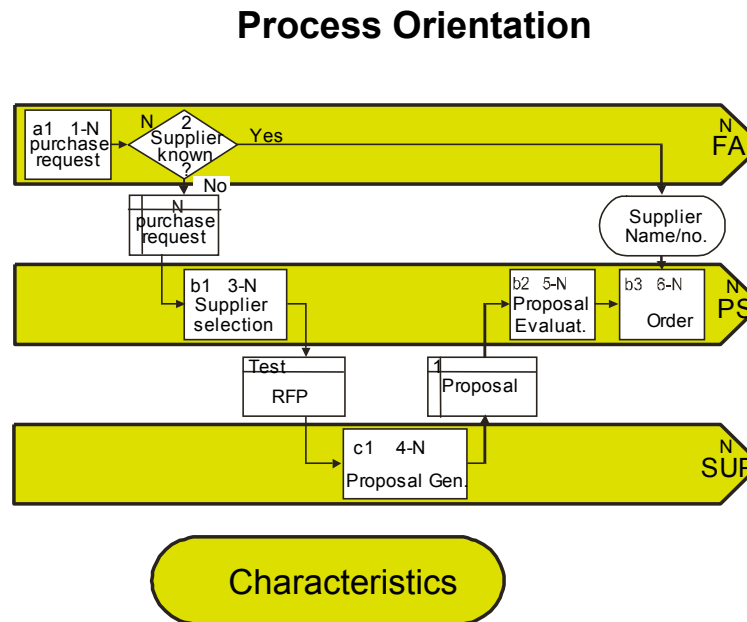 Process Orientation
a1 1-N
purchase
request
N
2
Supplier
known
?
Yes
No
N
FA
N
purchase
request
Supplier
Name/no.
b1 3-N
Supplier
selection
b2 5-N
Proposal
Evaluat.
b3 6-N
Order
N
PS
Test
RFP
1
Proposal
c1 4-N
Proposal Gen.
N
SUP
Characteristics